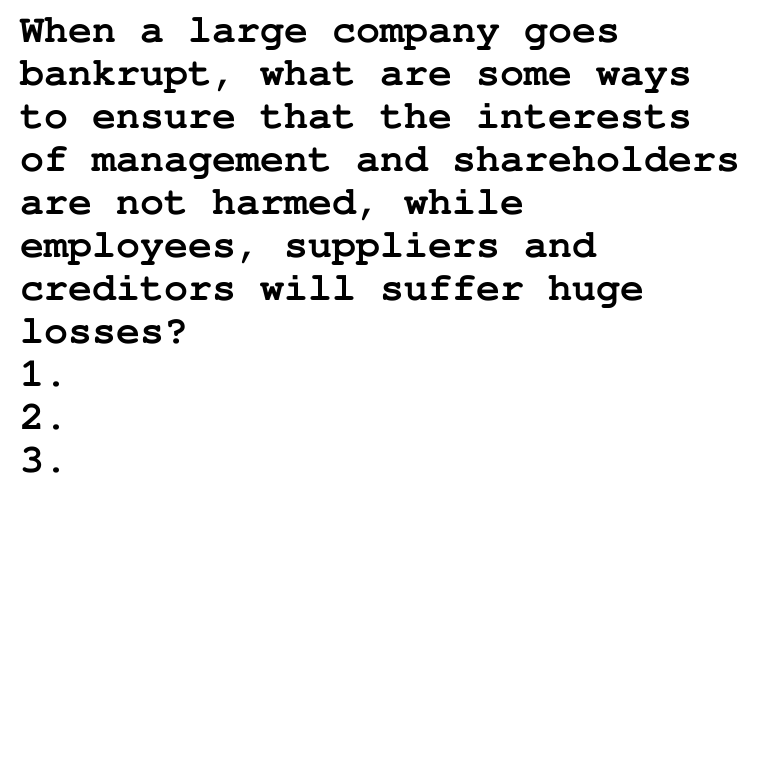 When a large company goes
bankrupt, what are some ways
to ensure that the interests
of management and shareholders
are not harmed, while
employees, suppliers and
creditors will suffer huge
losses?
1.
2.
3.